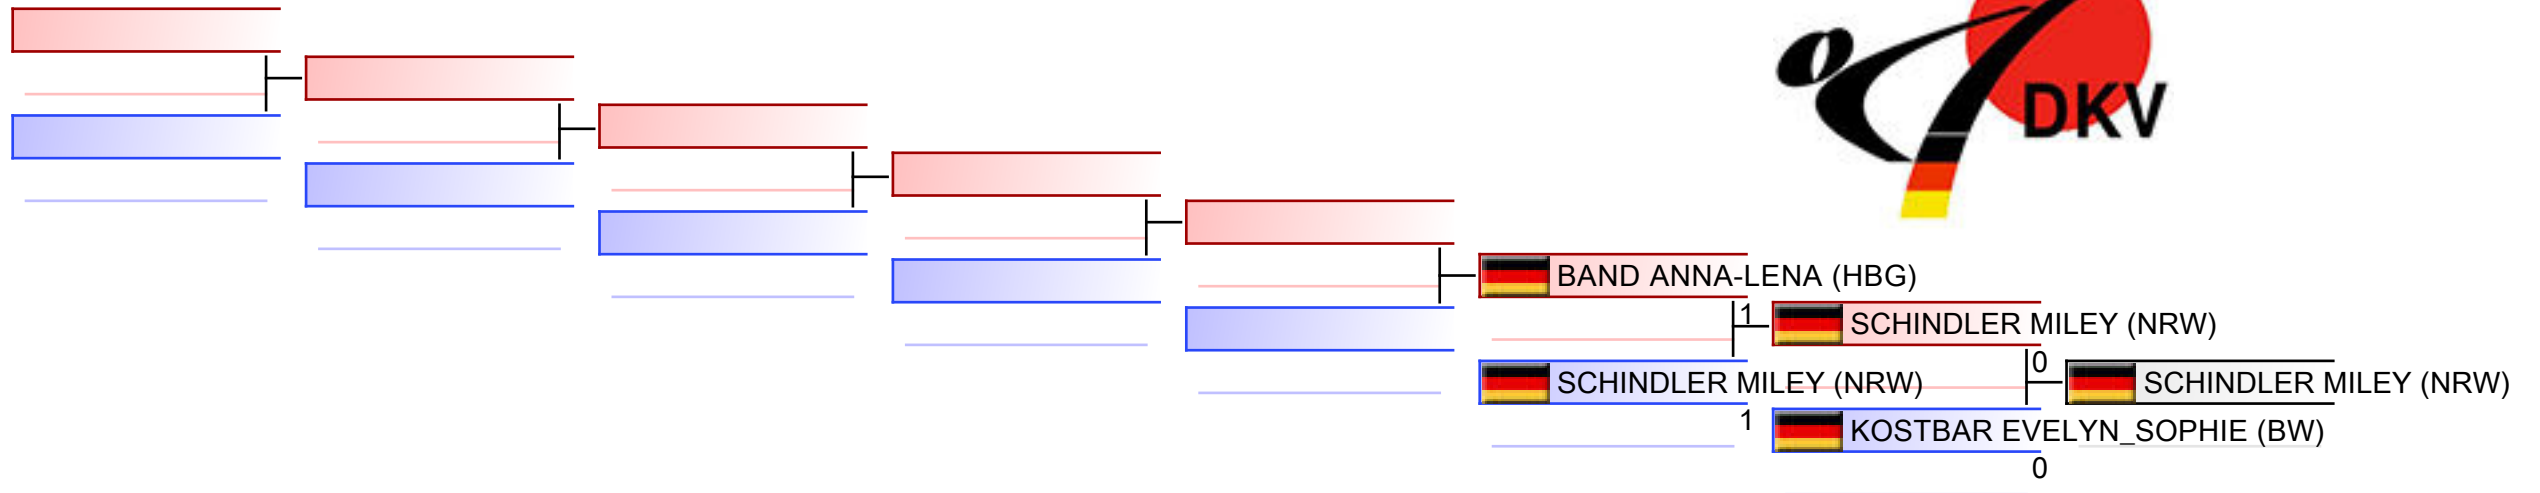 DKV
BAND ANNA-LENA (HBG)
1
SCHINDLER MILEY (NRW)
0
SCHINDLER MILEY (NRW)
SCHINDLER MILEY (NRW)
1
KOSTBAR EVELYN_SOPHIE (BW)
0